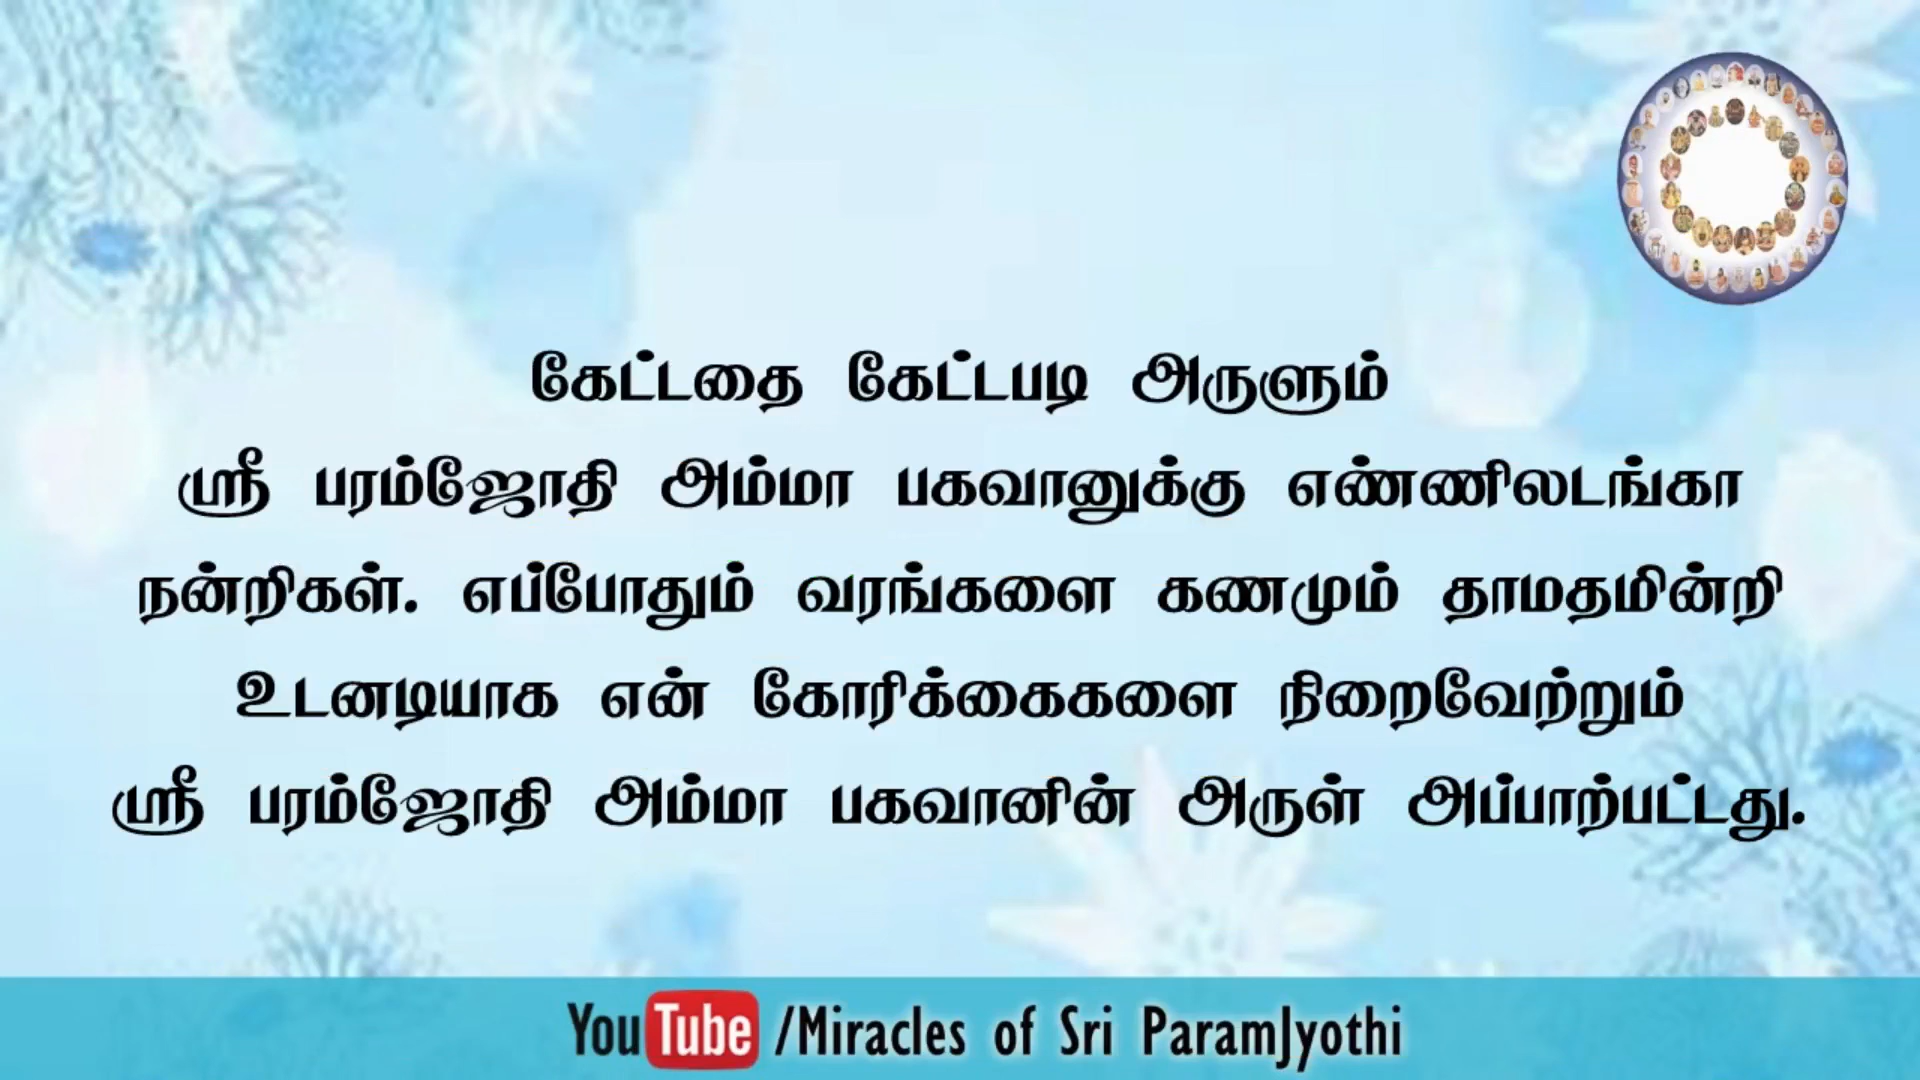 கேட்டதை கேட்டபடி அருளும்
ஸ்ரீ பரம்ஜோதி அம்மா பகவானுக்கு எண்ணிலடங்கா
நன்றிகள். எப்போதும் வரங்களை கணமும் தாமதமின்றி
உடனடியாக என் கோரிக்கைகளை நிறைவேற்றும்
ஸ்ரீ பரம்ஜோதி அம்மா பகவானின் அருள் அப்பாற்பட்டது.
YouTube /Miracles of Sri ParamJyothi